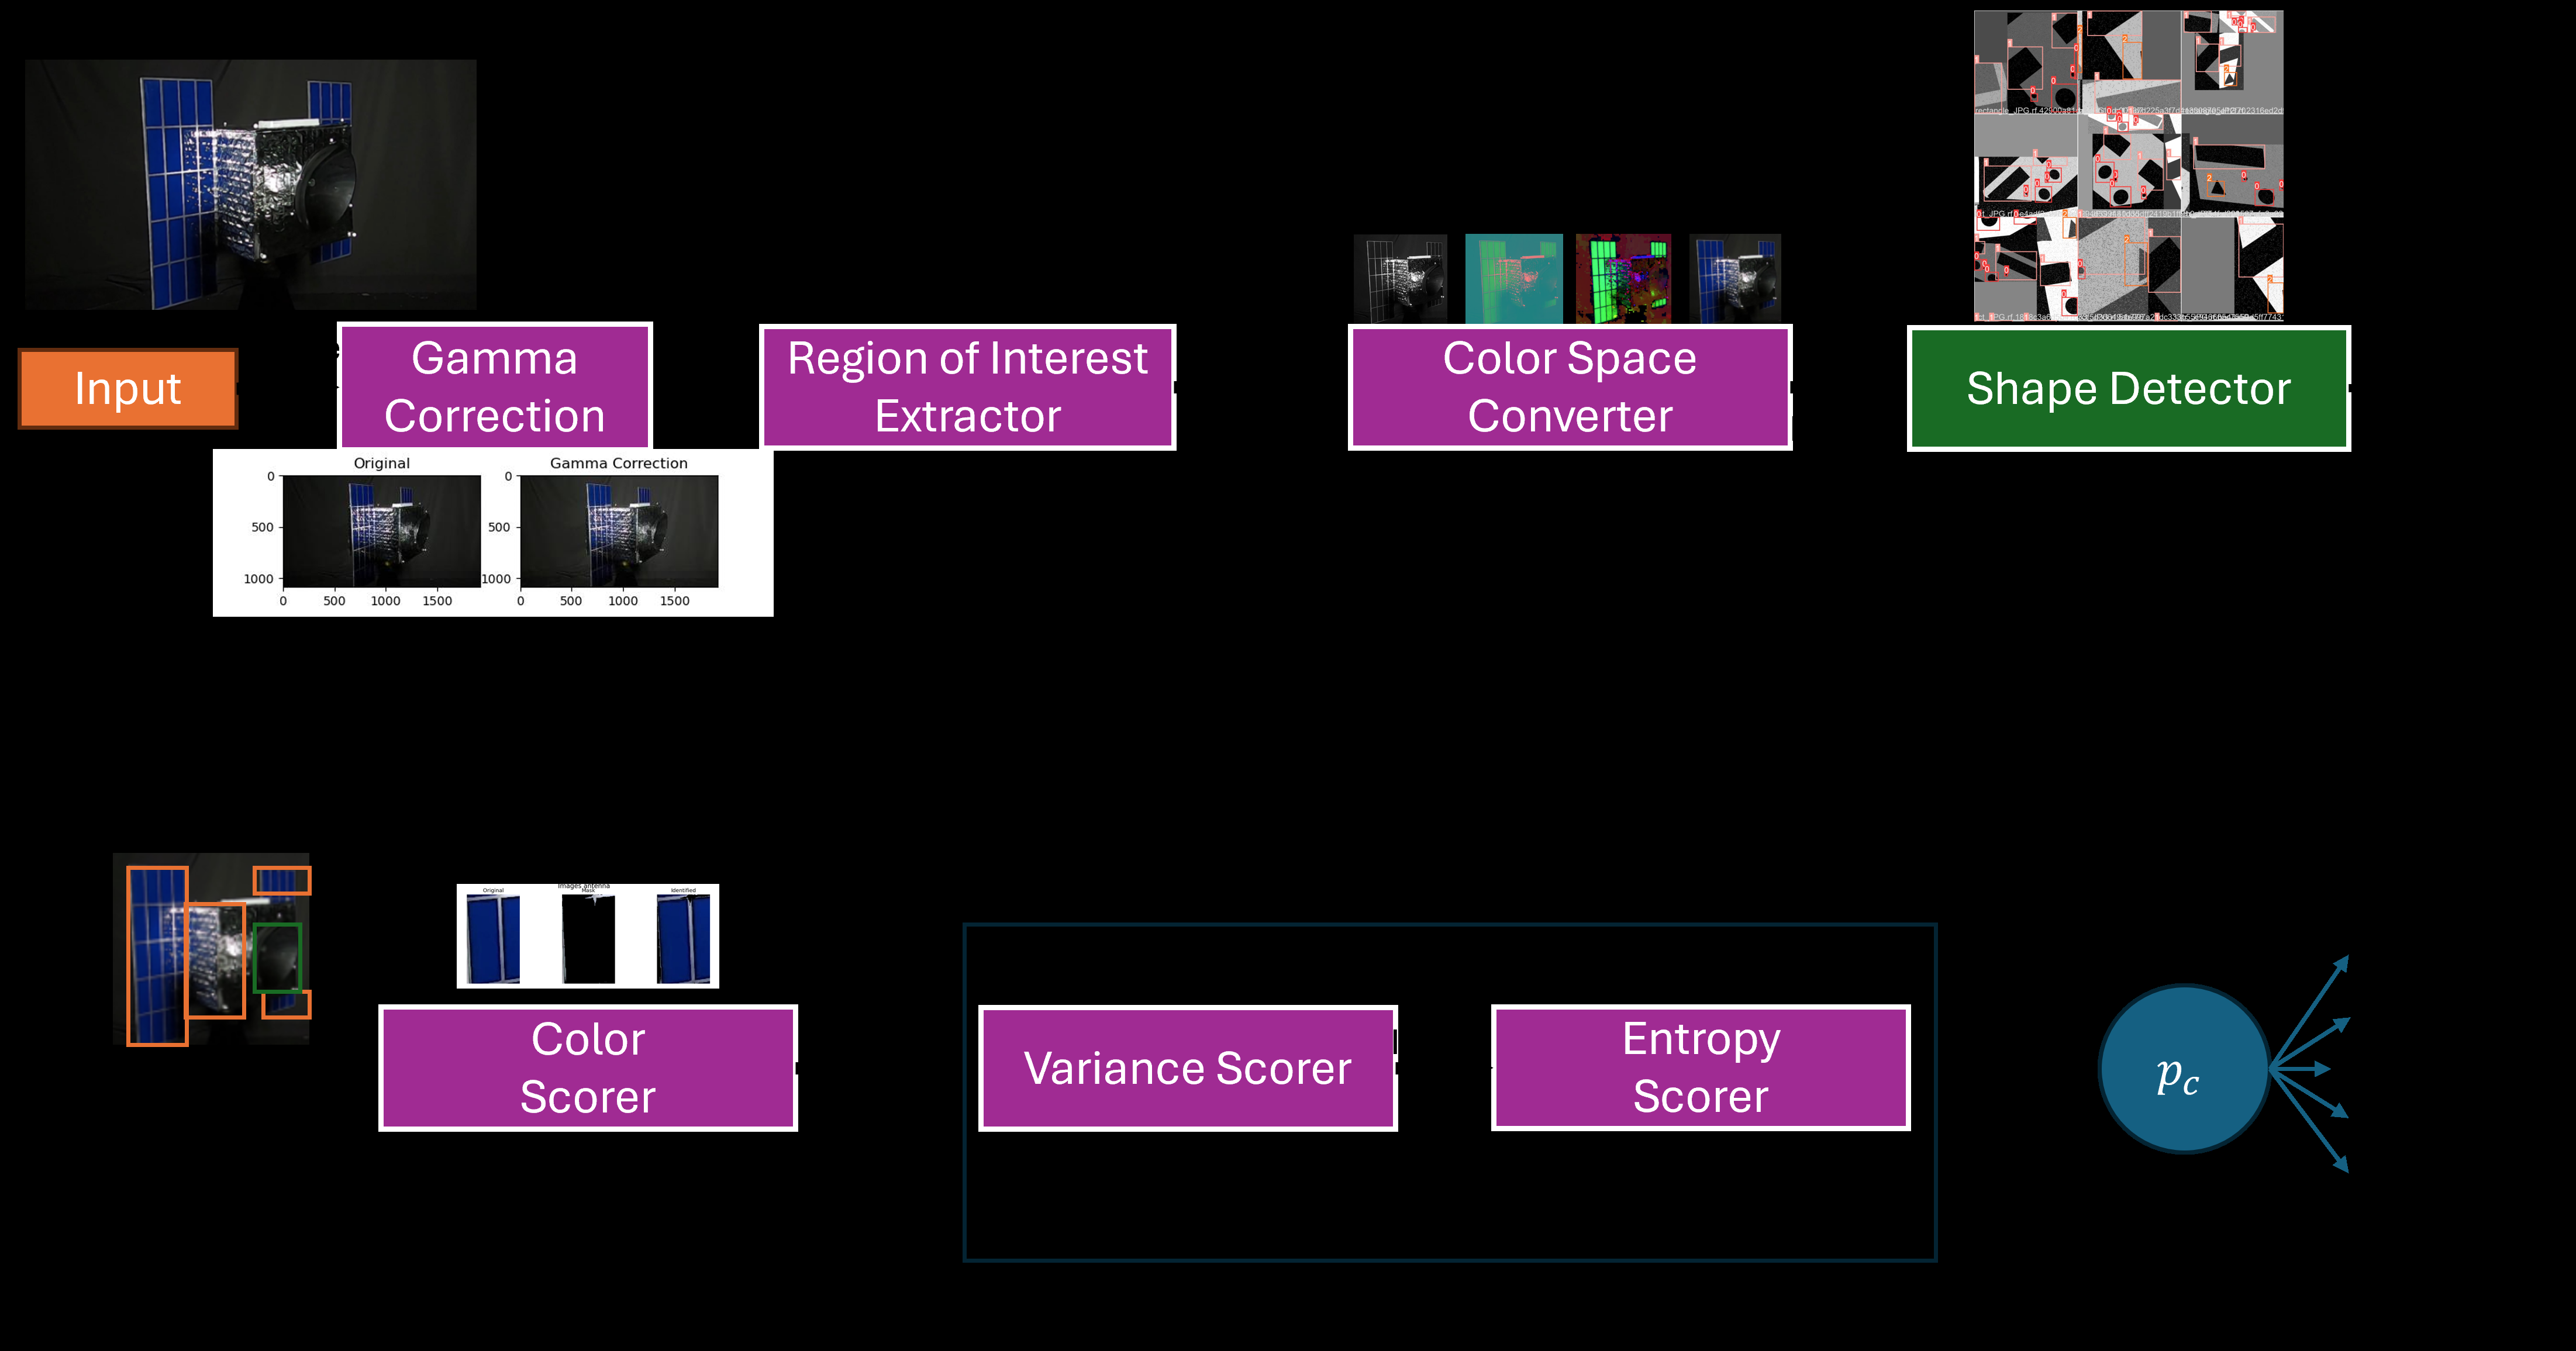 Input
Gamma
Correction
Region of Interest
Extractor
Color Space
Converter
Shape Detector
Original
Gamma Correction
0
500
1000
0
500
1000
1500
0
500
1000
0
500
1000
1500
Images antenna
Original
Mask
Identified
Color
Scorer
Variance Scorer
Entropy
Scorer
p_c